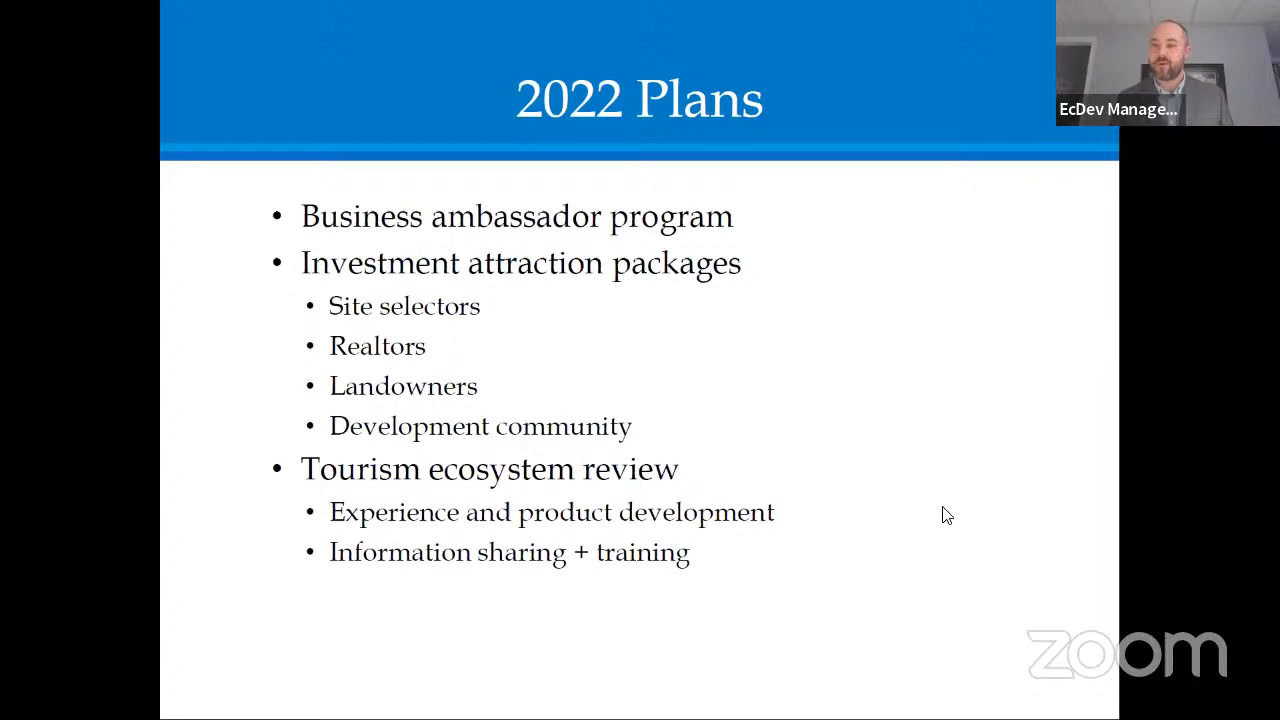 2022 Plans
EcDev Manage...
• Business ambassador program
• Investment attraction packages
• Site selectors
• Realtors
• Landowners
• Development community
• Tourism ecosystem review
• Experience and product development
• Information sharing + training
zoom